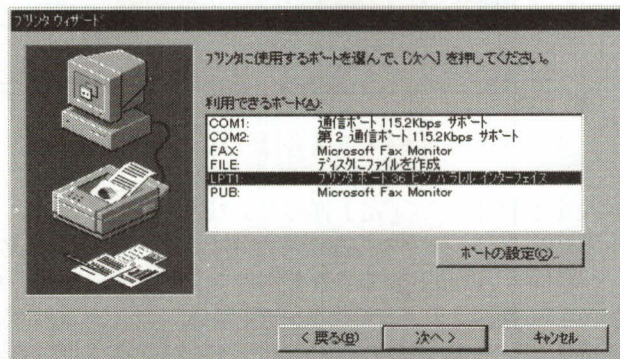 プリンタ ウィザード
プリンタに使用するポートを選んで、[次へ] を押してください。
利用できるポート(A):
COM1: 通信ポート 115.2Kbps サポート
COM2: 第 2 通信ポート 115.2Kbps サポート
FAX: Microsoft Fax Monitor
FILE: ディスクにファイルを作成
LPT1: プリンタ ポート 36 ピン パラレル インターフェイス
PUB: Microsoft Fax Monitor
ポートの設定(C)...
< 戻る(B)
次へ >
キャンセル